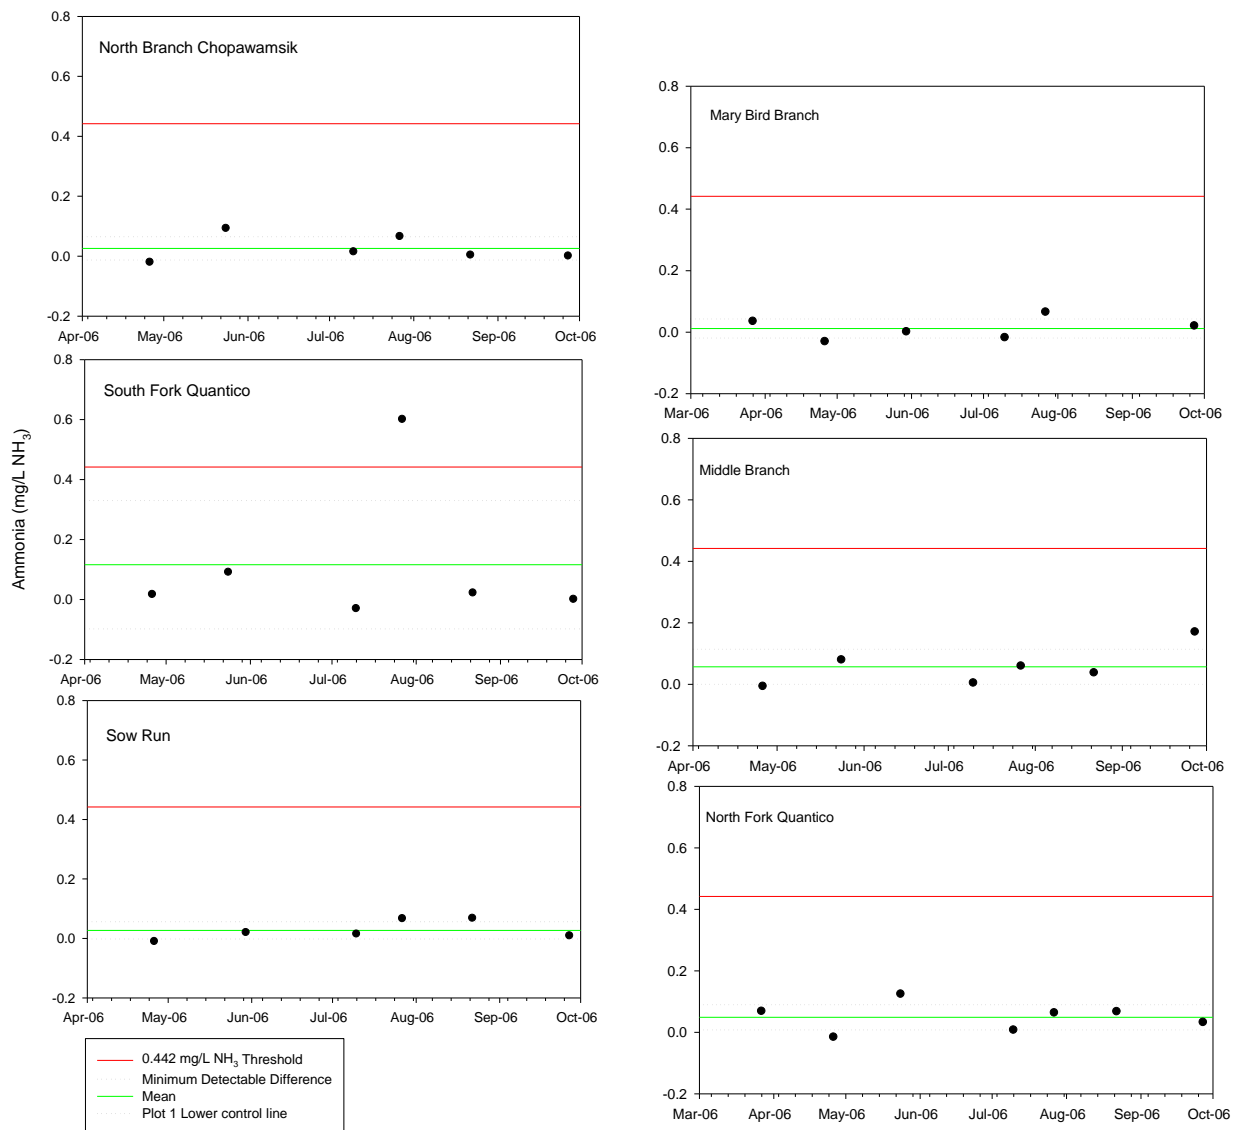 Ammonia (mg/L NH3)
North Branch Chopawamsik
0.8
0.6
0.4
0.2
0.0
-0.2
Apr-06 May-06 Jun-06 Jul-06 Aug-06 Sep-06 Oct-06
South Fork Quantico
0.8
0.6
0.4
0.2
0.0
-0.2
Apr-06 May-06 Jun-06 Jul-06 Aug-06 Sep-06 Oct-06
Sow Run
0.8
0.6
0.4
0.2
0.0
-0.2
Apr-06 May-06 Jun-06 Jul-06 Aug-06 Sep-06 Oct-06
0.442 mg/L NH3 Threshold
Minimum Detectable Difference
Mean
Plot 1 Lower control line
Mary Bird Branch
0.8
0.6
0.4
0.2
0.0
-0.2
Mar-06 Apr-06 May-06 Jun-06 Jul-06 Aug-06 Sep-06 Oct-06
Middle Branch
0.8
0.6
0.4
0.2
0.0
-0.2
Apr-06 May-06 Jun-06 Jul-06 Aug-06 Sep-06 Oct-06
North Fork Quantico
0.8
0.6
0.4
0.2
0.0
-0.2
Mar-06 Apr-06 May-06 Jun-06 Jul-06 Aug-06 Sep-06 Oct-06